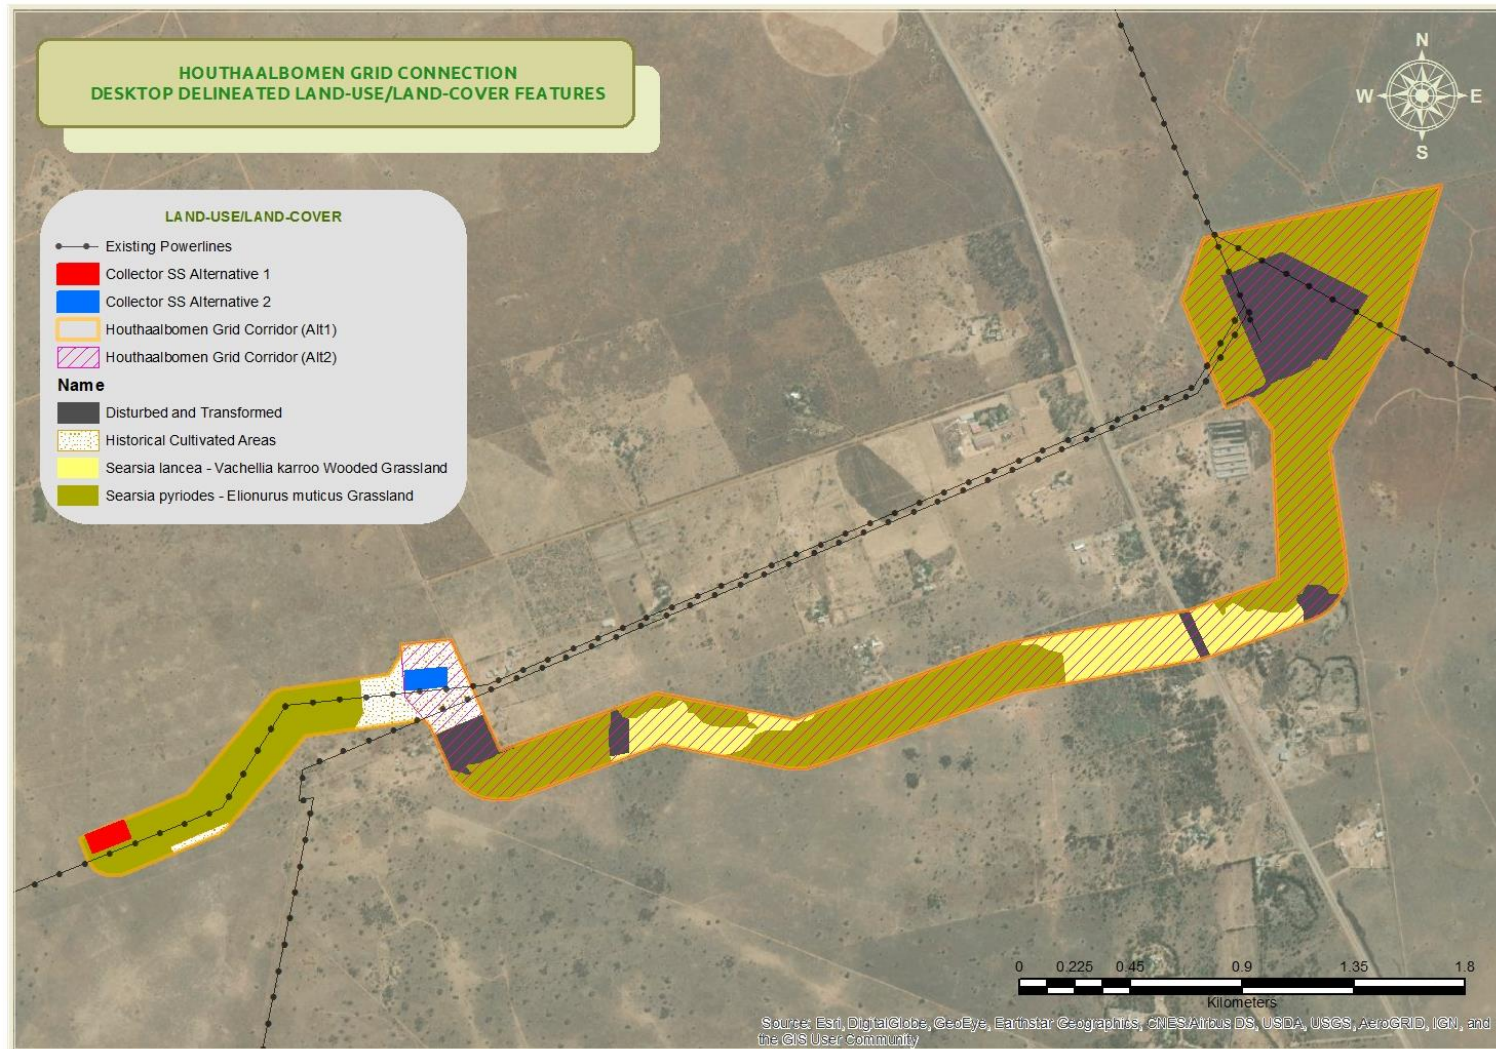 HOUTHAALBOMEN GRID CONNECTION
DESKTOP DELINEATED LAND-USE/LAND-COVER FEATURES
N
W
E
S
LAND-USE/LAND-COVER
Existing Powerlines
Collector SS Alternative 1
Collector SS Alternative 2
Houthaalbomen Grid Corridor (Alt1)
Houthaalbomen Grid Corridor (Alt2)
Name
Disturbed and Transformed
Historical Cultivated Areas
Searsia lancea - Vachellia karroo Wooded Grassland
Searsia pyriodes - Elionurus muticus Grassland
0 0.225 0.45 0.9 1.35 1.8
Kilometers
Source: Esri, DigitalGlobe, GeoEye, Earthstar Geographics, CNES/Airbus DS, USDA, USGS, AeroGRID, IGN, and
the GIS User Community